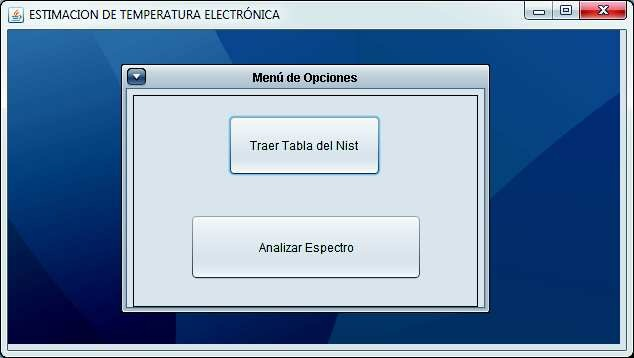 ESTIMACION DE TEMPERATURA ELECTRÓNICA
Menú de Opciones
Traer Tabla del Nist
Analizar Espectro